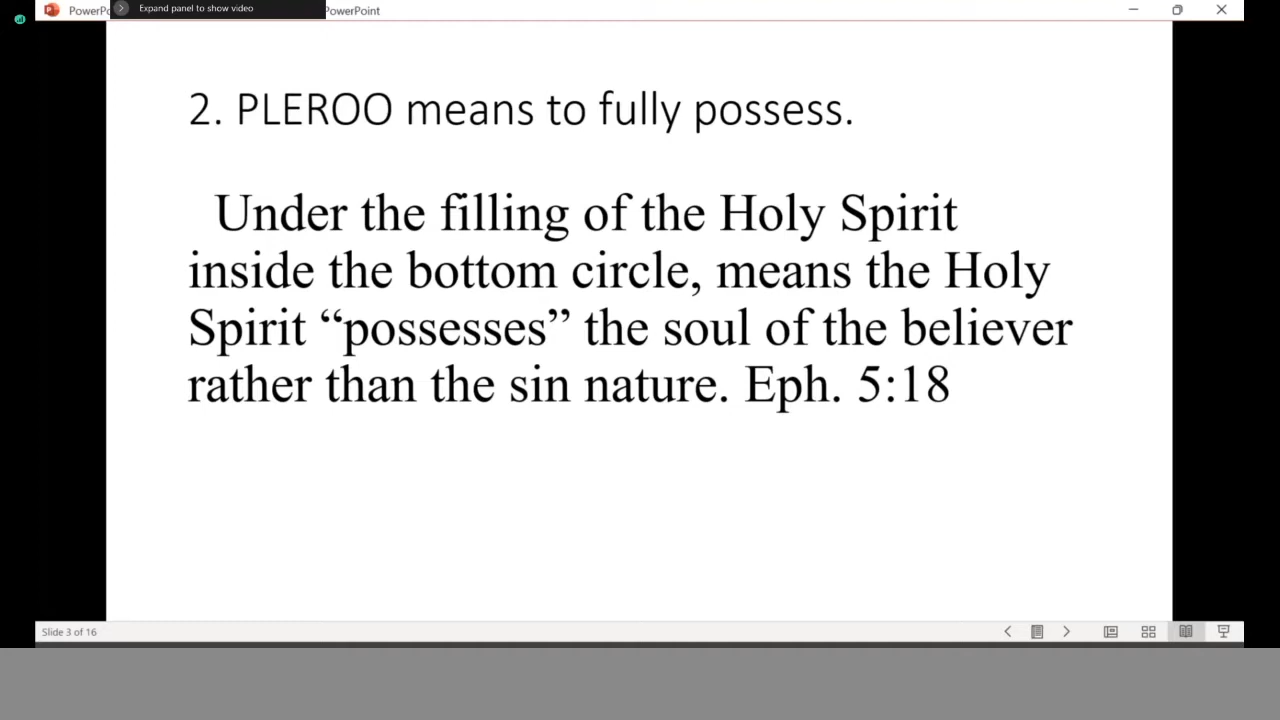 PowerPo
Expand panel to show video
PowerPoint
2. PLEROO means to fully possess.
Under the filling of the Holy Spirit
inside the bottom circle, means the Holy
Spirit “possesses” the soul of the believer
rather than the sin nature. Eph. 5:18
Slide 3 of 16